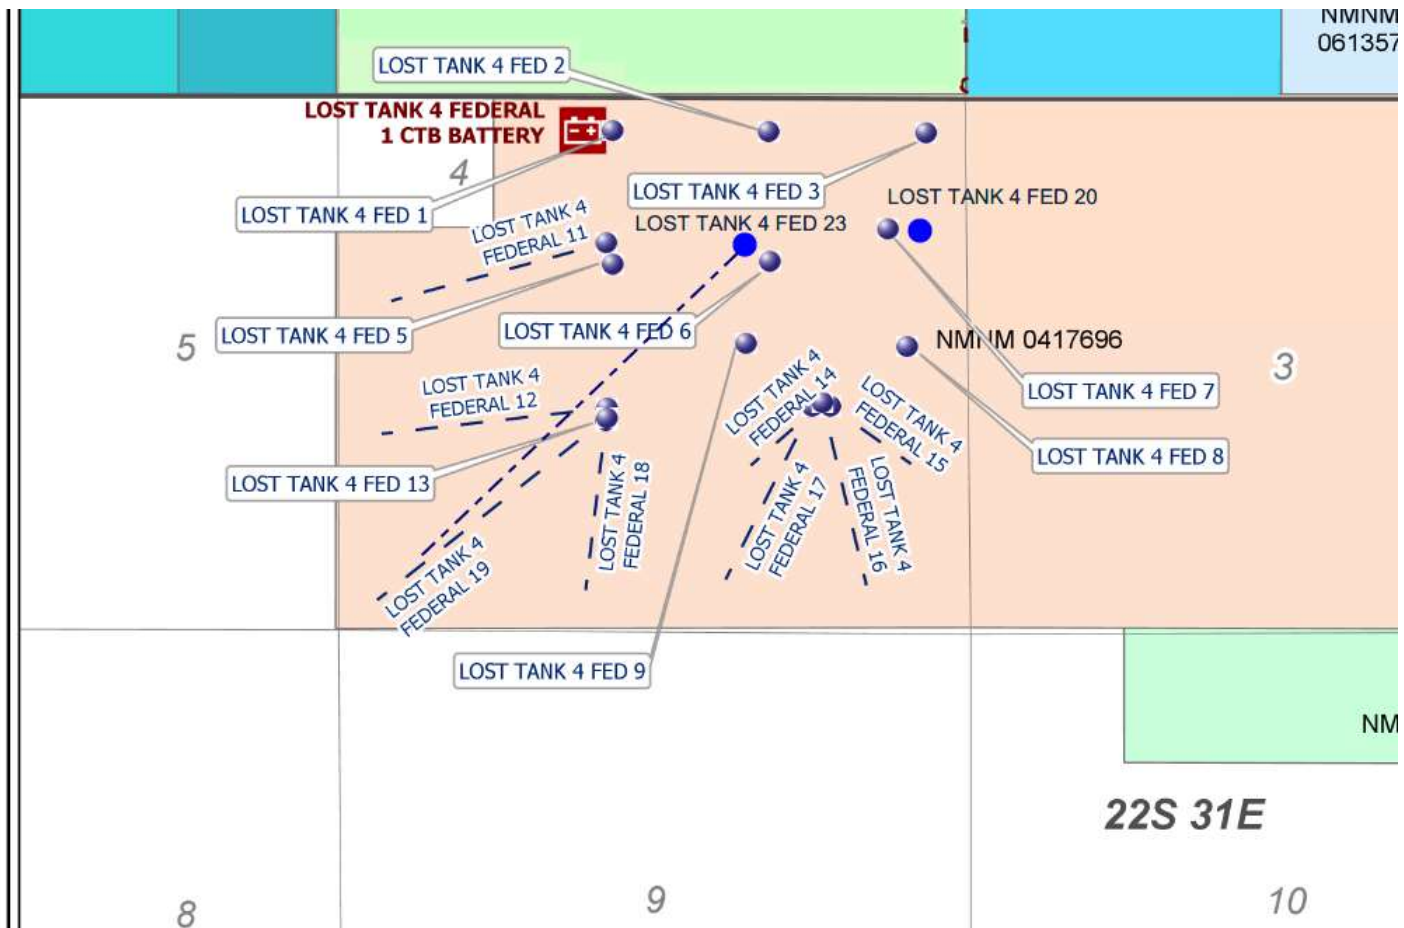 NMNM
061357
LOST TANK 4 FED 2
LOST TANK 4 FEDERAL
1 CTB BATTERY
4
LOST TANK 4 FED 3
LOST TANK 4 FED 20
LOST TANK 4 FED 1
LOST TANK 4
FEDERAL 11
LOST TANK 4 FED 23
LOST TANK 4 FED 5
LOST TANK 4 FED 6
5
NMNM 0417696
3
LOST TANK 4
FEDERAL 12
LOST TANK 4
FEDERAL 14
LOST TANK 4
FEDERAL 15
LOST TANK 4 FED 7
LOST TANK 4 FED 8
LOST TANK 4 FED 13
LOST TANK 4
FEDERAL 18
LOST TANK 4
FEDERAL 17
LOST TANK 4
FEDERAL 16
LOST TANK 4
FEDERAL 19
LOST TANK 4 FED 9
NM
22S 31E
8
9
10